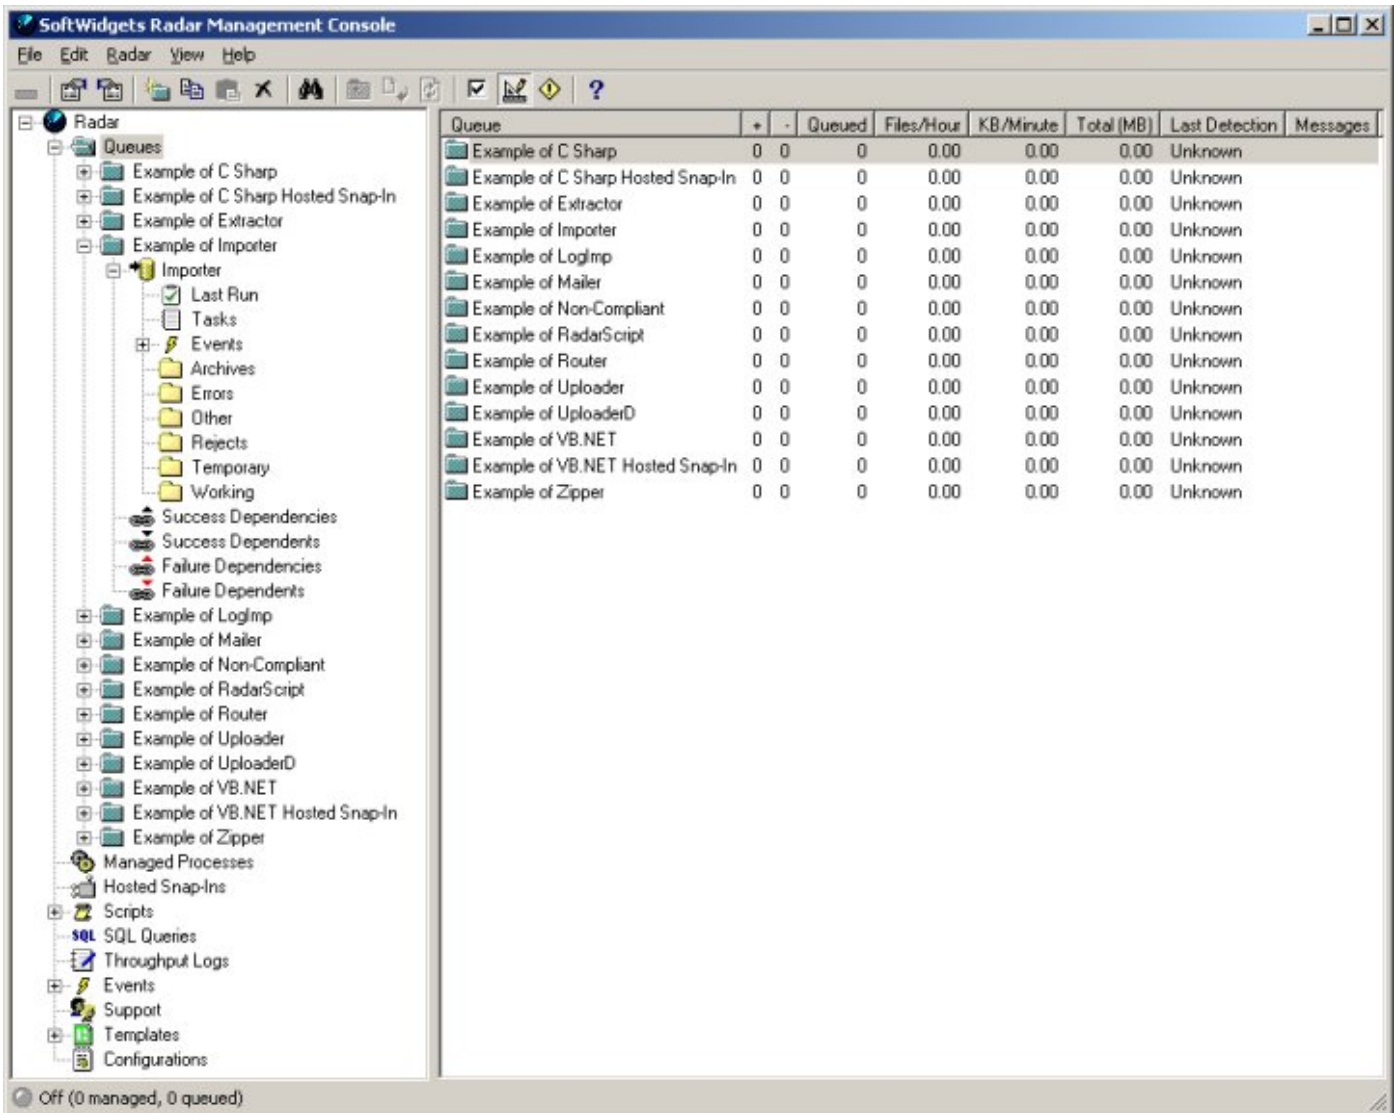 SoftWidgets Radar Management Console
File Edit Radar View Help
Radar
Queues
Example of C Sharp
Example of C Sharp Hosted Snap-In
Example of Extractor
Example of Importer
Importer
Last Run
Tasks
Events
Archives
Errors
Other
Rejects
Temporary
Working
Success Dependencies
Success Dependents
Failure Dependencies
Failure Dependents
Example of LogImp
Example of Mailer
Example of Non-Compliant
Example of RadarScript
Example of Router
Example of Uploader
Example of UploaderD
Example of VB.NET
Example of VB.NET Hosted Snap-In
Example of Zipper
Managed Processes
Hosted Snap-Ins
Scripts
SQL SQL Queries
Throughput Logs
Events
Support
Templates
Configurations
Queue + - Queued Files/Hour KB/Minute Total (MB) Last Detection Messages
Example of C Sharp 0 0 0 0.00 0.00 0.00 Unknown
Example of C Sharp Hosted Snap-In 0 0 0 0.00 0.00 0.00 Unknown
Example of Extractor 0 0 0 0.00 0.00 0.00 Unknown
Example of Importer 0 0 0 0.00 0.00 0.00 Unknown
Example of LogImp 0 0 0 0.00 0.00 0.00 Unknown
Example of Mailer 0 0 0 0.00 0.00 0.00 Unknown
Example of Non-Compliant 0 0 0 0.00 0.00 0.00 Unknown
Example of RadarScript 0 0 0 0.00 0.00 0.00 Unknown
Example of Router 0 0 0 0.00 0.00 0.00 Unknown
Example of Uploader 0 0 0 0.00 0.00 0.00 Unknown
Example of UploaderD 0 0 0 0.00 0.00 0.00 Unknown
Example of VB.NET 0 0 0 0.00 0.00 0.00 Unknown
Example of VB.NET Hosted Snap-In 0 0 0 0.00 0.00 0.00 Unknown
Example of Zipper 0 0 0 0.00 0.00 0.00 Unknown
Off (0 managed, 0 queued)